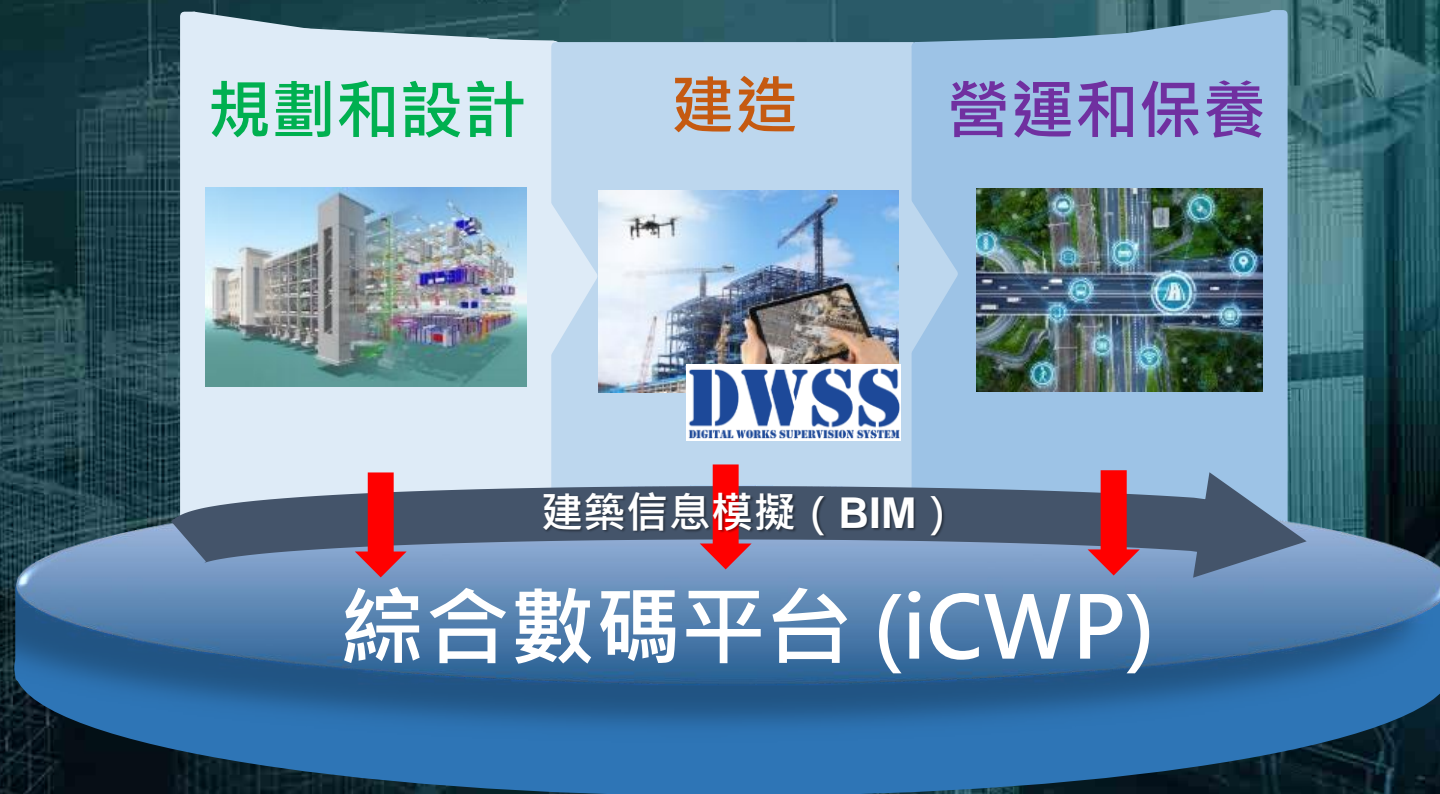 規劃和設計
建造
營運和保養
DWSS
DIGITAL WORKS SUPERVISION SYSTEM
建築信息模擬（BIM）
綜合數碼平台 (iCWP)